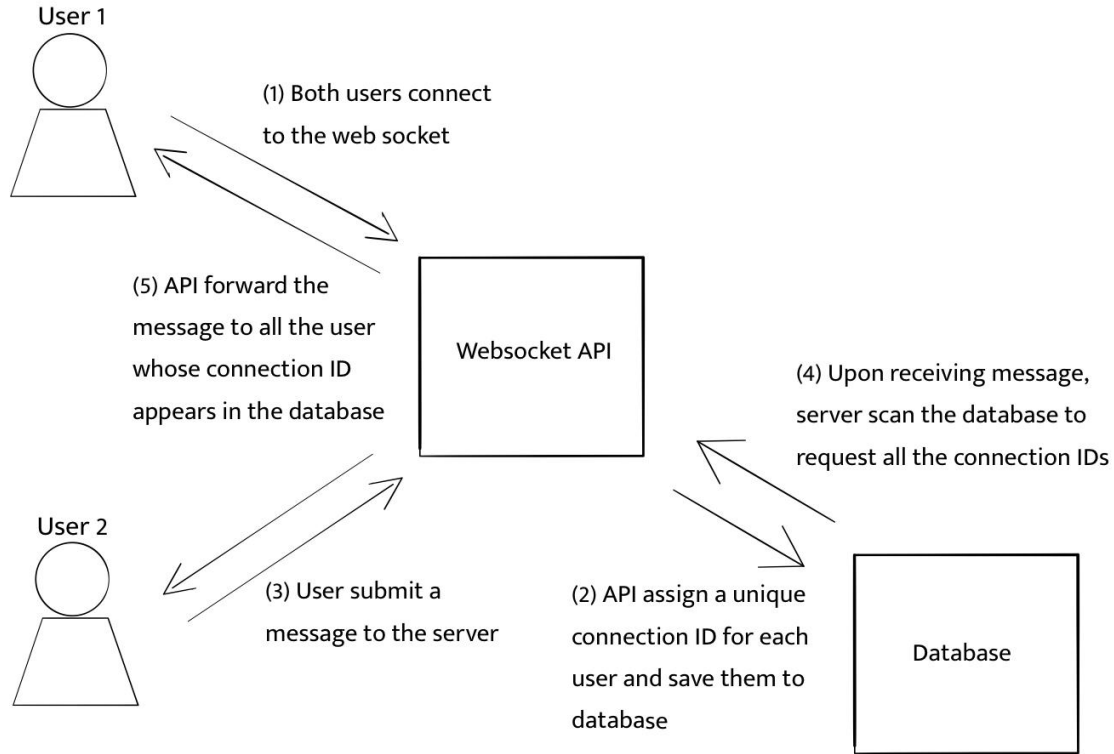 User 1
(1) Both users connect
to the web socket
(5) API forward the
message to all the user
whose connection ID
appears in the database
Websocket API
(4) Upon receiving message,
server scan the database to
request all the connection IDs
User 2
(3) User submit a
message to the server
(2) API assign a unique
connection ID for each
user and save them to
database
Database